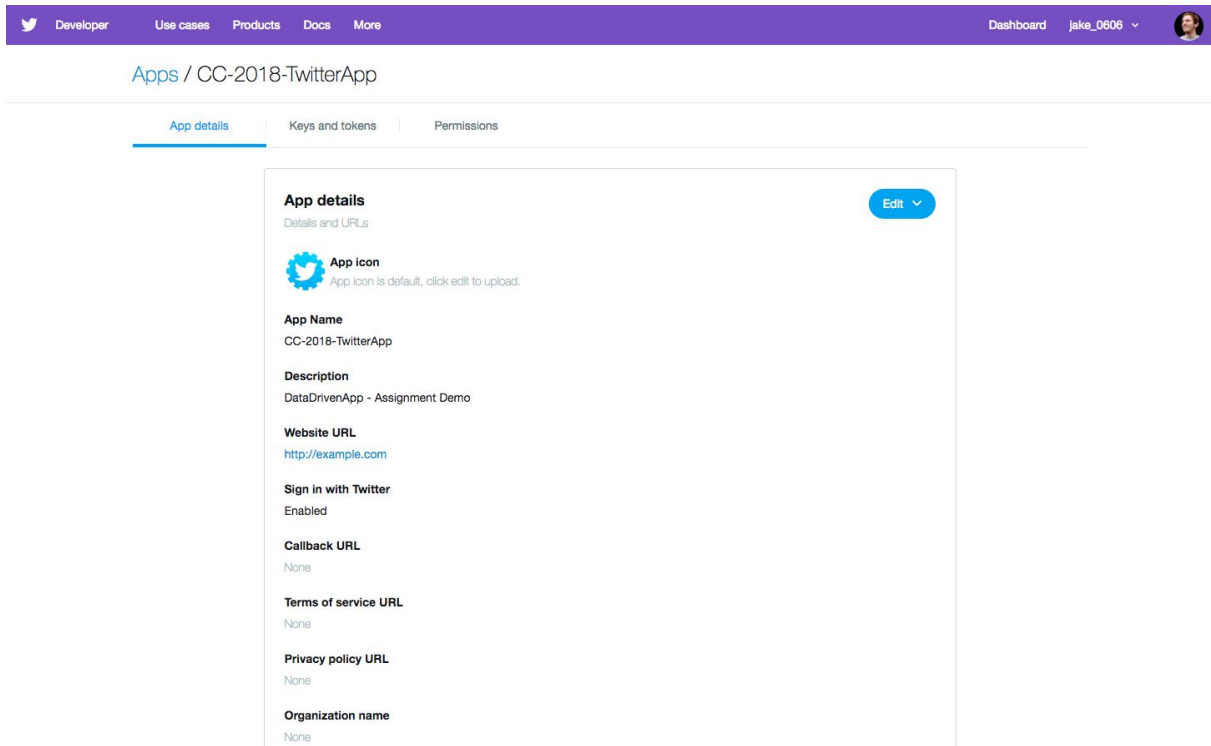 Developer Use cases Products Docs More Dashboard jake_0606
Apps / CC-2018-TwitterApp
App details Keys and tokens Permissions
App details
Edit
Details and URLs
App icon
App icon is default, click edit to upload.
App Name
CC-2018-TwitterApp
Description
DataDrivenApp - Assignment Demo
Website URL
http://example.com
Sign in with Twitter
Enabled
Callback URL
None
Terms of service URL
None
Privacy policy URL
None
Organization name
None